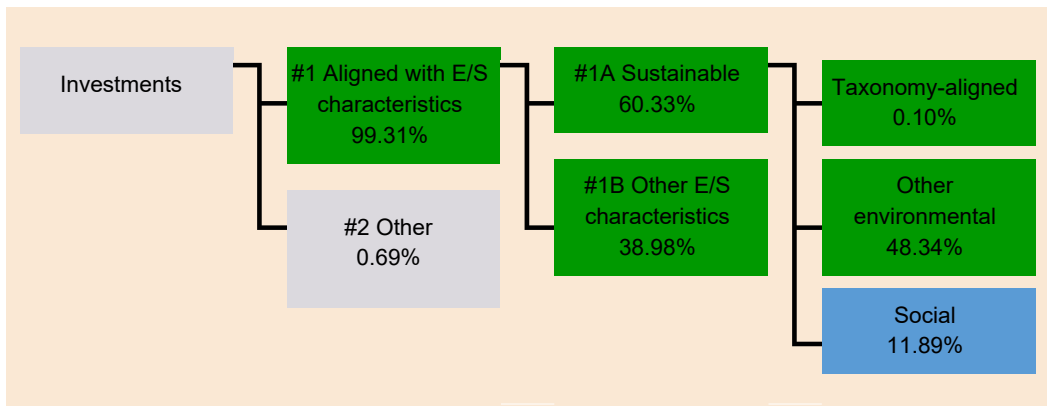 Investments
#1 Aligned with E/S
characteristics
99.31%
#2 Other
0.69%
#1A Sustainable
60.33%
#1B Other E/S
characteristics
38.98%
Taxonomy-aligned
0.10%
Other
environmental
48.34%
Social
11.89%